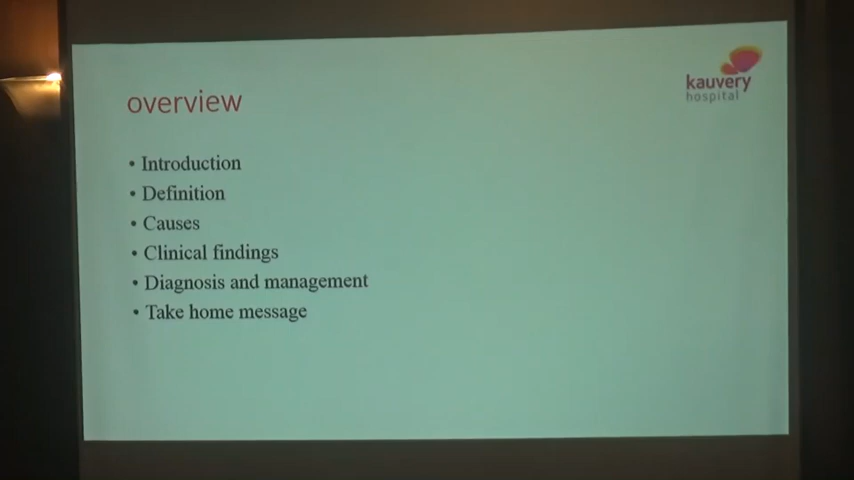 kauvery
hospital
overview
• Introduction
• Definition
• Causes
• Clinical findings
• Diagnosis and management
• Take home message